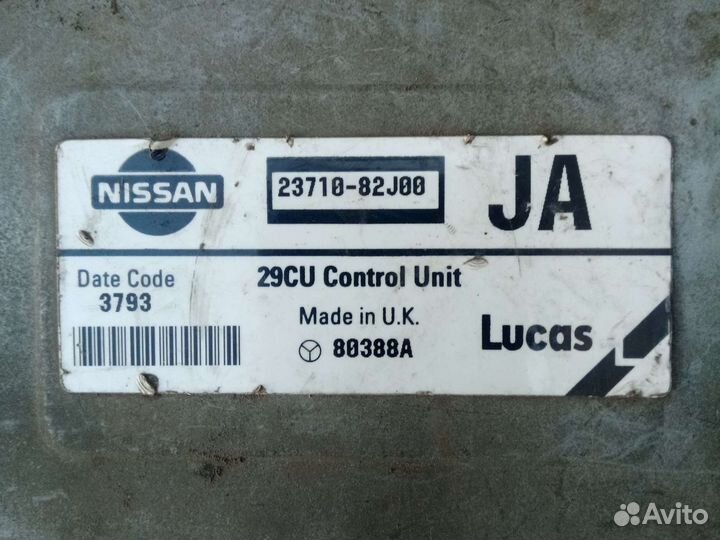 NISSAN
23710-82J00
JA
Date Code
3793
29CU Control Unit
Made in U.K.
80388A
Lucas
Avito